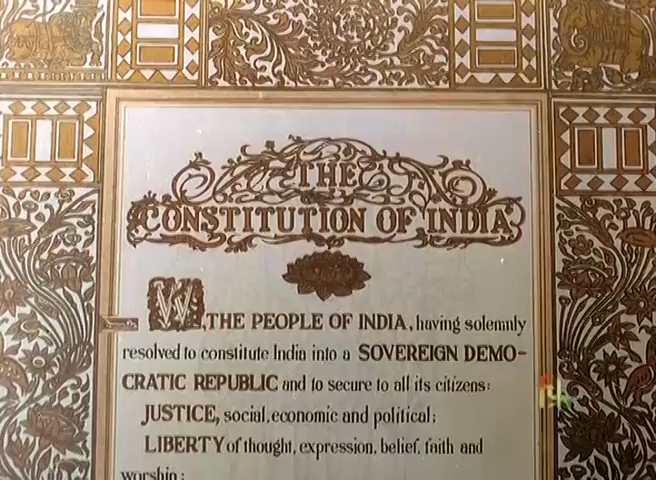 THE
CONSTITUTION OF INDIA
WE, THE PEOPLE OF INDIA, having solemnly
resolved to constitute India into a SOVEREIGN DEMO-
CRATIC REPUBLIC and to secure to all its citizens:
JUSTICE, social, economic and political;
LIBERTY of thought, expression, belief, faith and
worship;